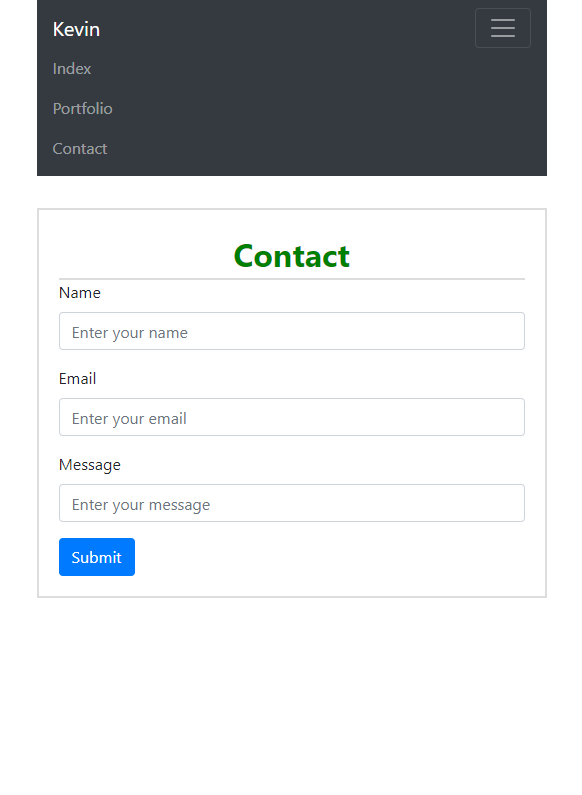 Kevin
Index
Portfolio
Contact
Contact
Name
Enter your name
Email
Enter your email
Message
Enter your message
Submit